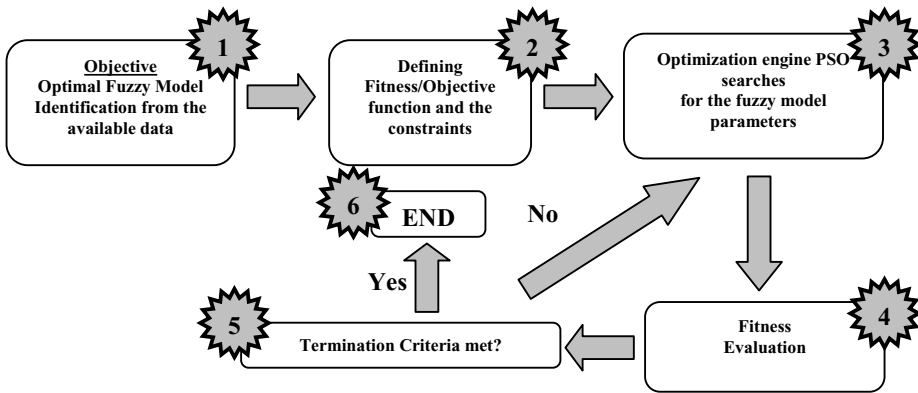 1
Objective
Optimal Fuzzy Model
Identification from the
available data
2
Defining
Fitness/Objective
function and the
constraints
3
Optimization engine PSO
searches
for the fuzzy model
parameters
4
Fitness
Evaluation
5
Termination Criteria met?
No
Yes
6
END